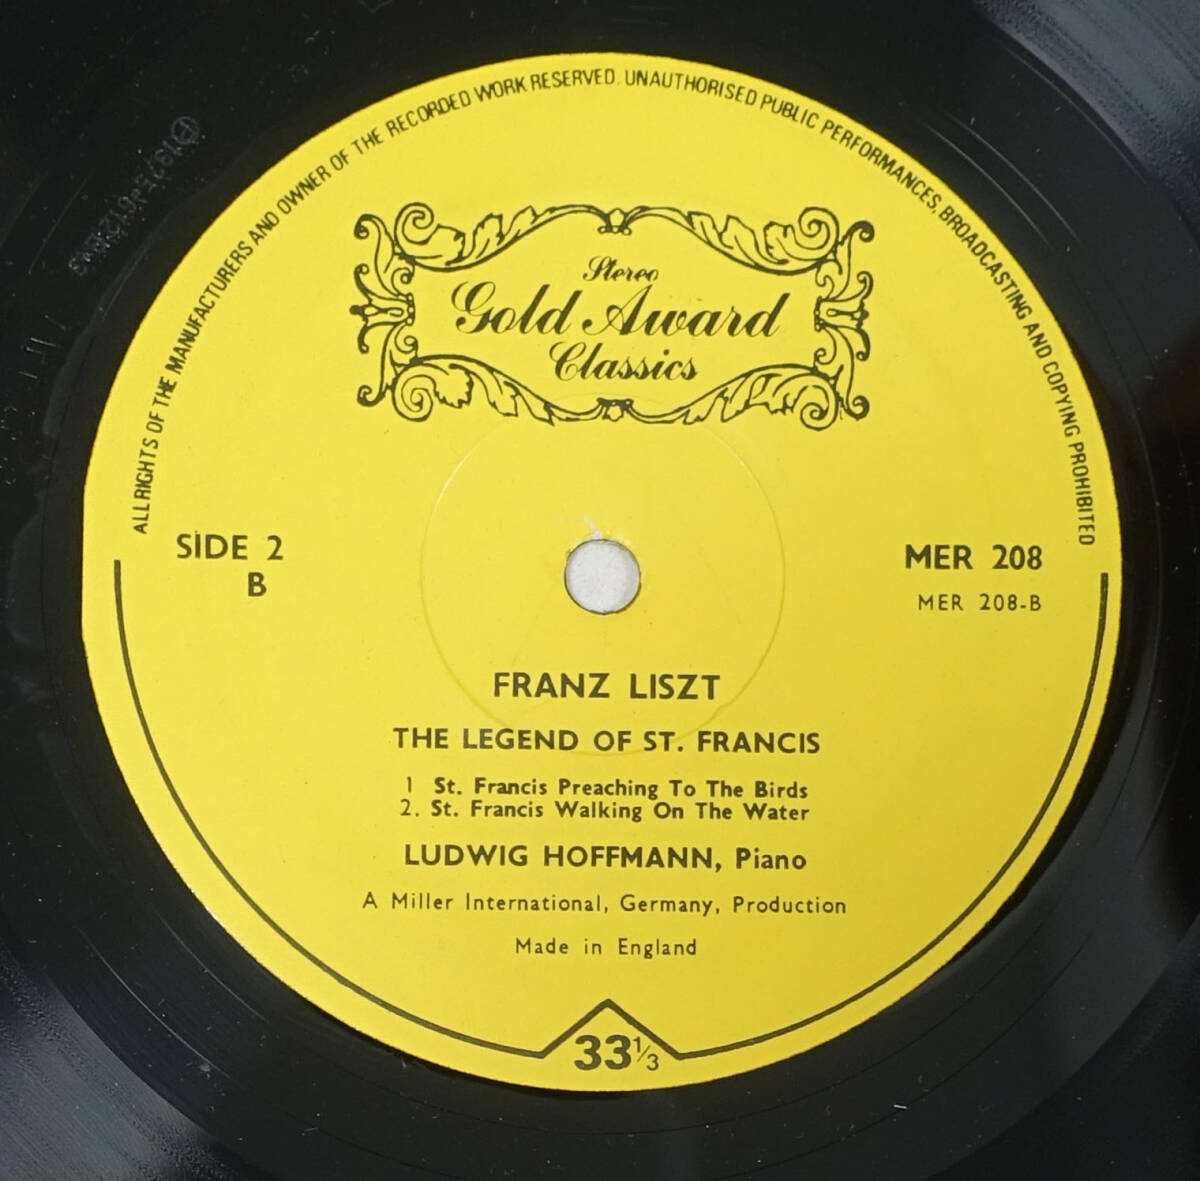 ALL RIGHTS OF THE MANUFACTURERS AND OWNER OF THE RECORDED WORK RESERVED. UNAUTHORISED PUBLIC PERFORMANCES, BROADCASTING AND COPYING PROHIBITED
Stereo
Gold Award
Classics
SIDE 2
B
MER 208
MER 208-B
FRANZ LISZT
THE LEGEND OF ST. FRANCIS
1 St. Francis Preaching To The Birds
2. St. Francis Walking On The Water
LUDWIG HOFFMANN, Piano
A Miller International, Germany, Production
Made in England
33⅓